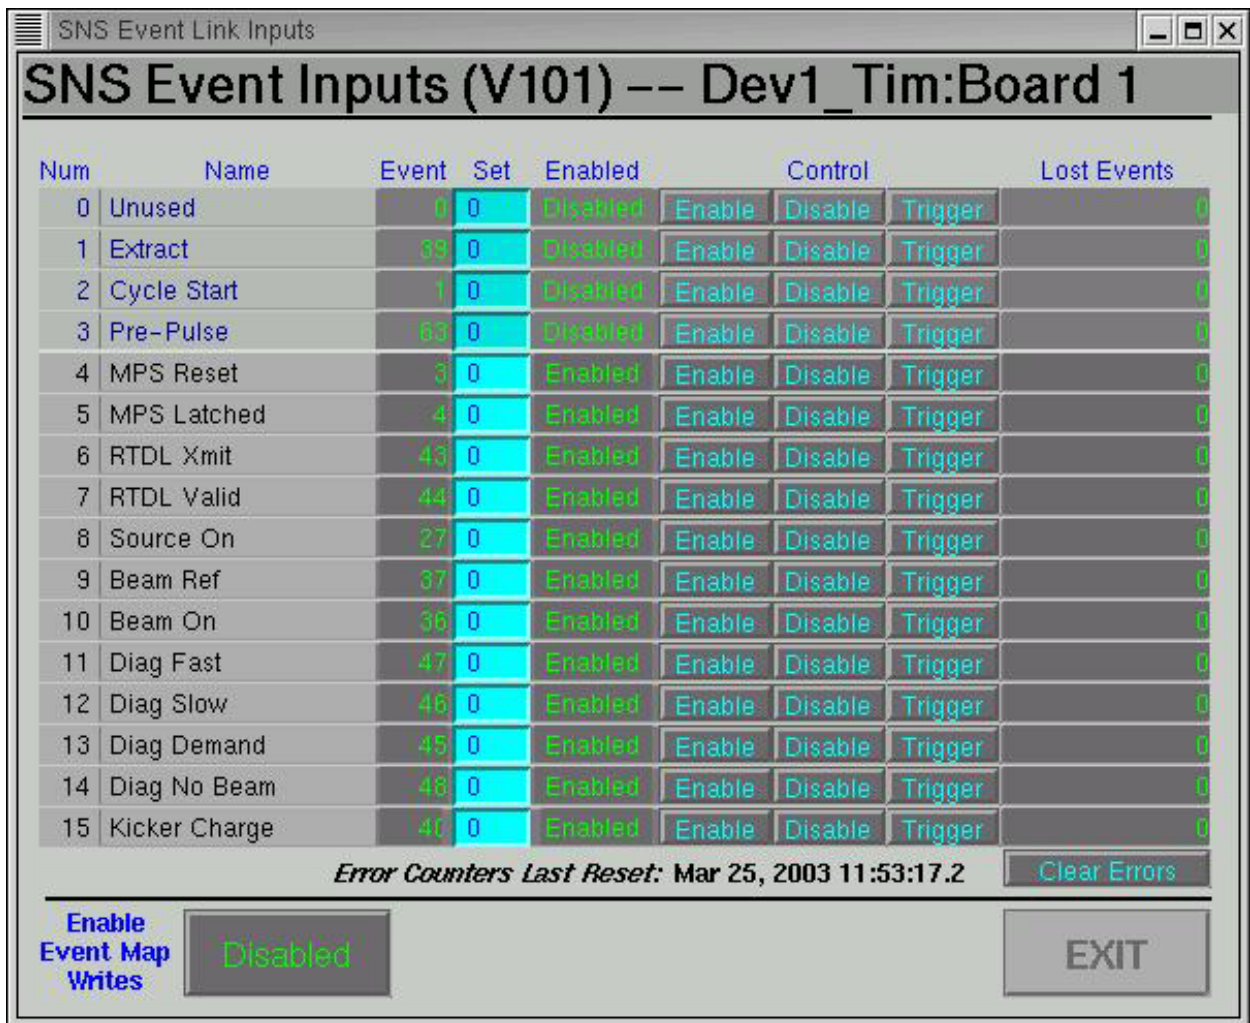 SNS Event Link Inputs
SNS Event Inputs (V101) -- Dev1_Tim:Board 1
Num Name Event Set Enabled Control Lost Events
0 Unused 0 0 Disabled Enable Disable Trigger 0
1 Extract 39 0 Disabled Enable Disable Trigger 0
2 Cycle Start 1 0 Disabled Enable Disable Trigger 0
3 Pre-Pulse 63 0 Disabled Enable Disable Trigger 0
4 MPS Reset 3 0 Enabled Enable Disable Trigger 0
5 MPS Latched 4 0 Enabled Enable Disable Trigger 0
6 RTDL Xmit 43 0 Enabled Enable Disable Trigger 0
7 RTDL Valid 44 0 Enabled Enable Disable Trigger 0
8 Source On 27 0 Enabled Enable Disable Trigger 0
9 Beam Ref 37 0 Enabled Enable Disable Trigger 0
10 Beam On 36 0 Enabled Enable Disable Trigger 0
11 Diag Fast 47 0 Enabled Enable Disable Trigger 0
12 Diag Slow 46 0 Enabled Enable Disable Trigger 0
13 Diag Demand 45 0 Enabled Enable Disable Trigger 0
14 Diag No Beam 48 0 Enabled Enable Disable Trigger 0
15 Kicker Charge 40 0 Enabled Enable Disable Trigger 0
Error Counters Last Reset: Mar 25, 2003 11:53:17.2 Clear Errors
Enable
Event Map
Writes
Disabled
EXIT